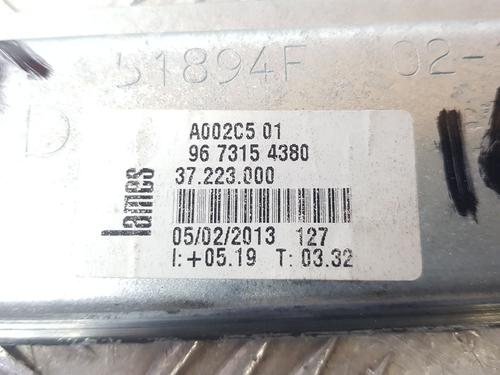 51894F 02-
D
A002C5 01
96 7315 4380
37.223.000
lames
05/02/2013 127
I:+05.19 T: 03.32